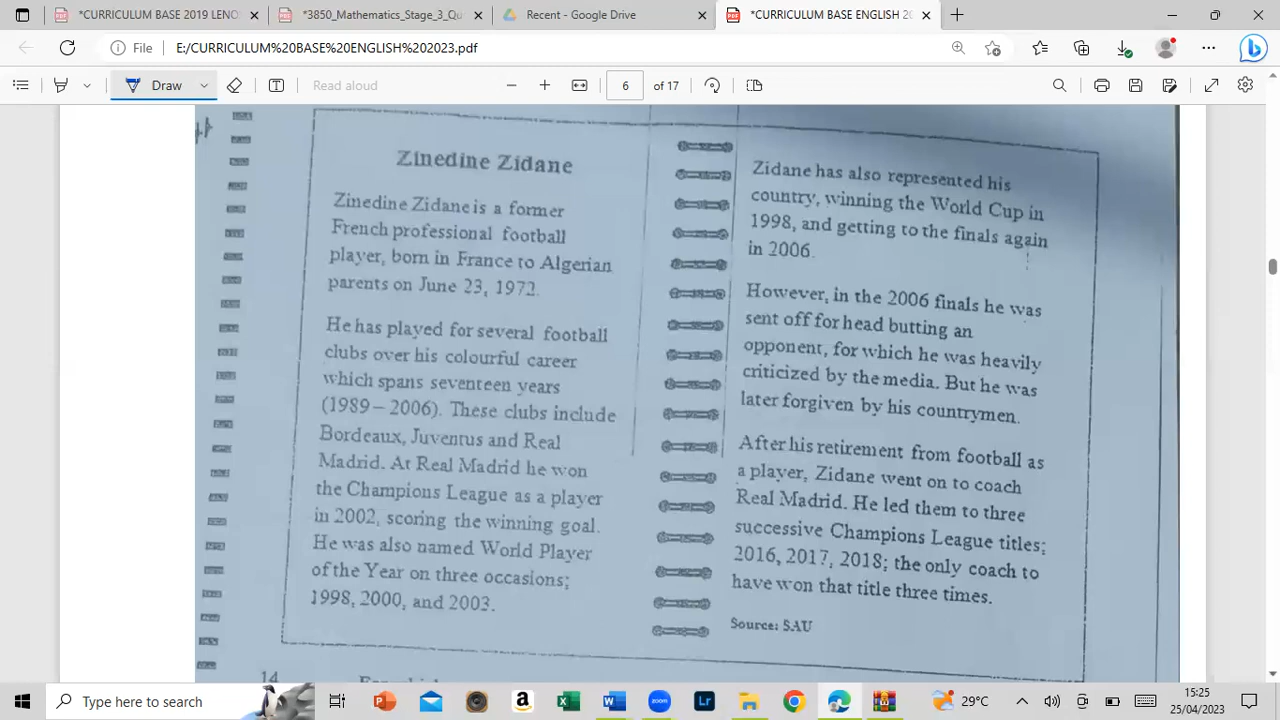 *CURRICULUM BASE 2019 LENO
*3850_Mathematics_Stage_3_Qu
Recent - Google Drive
*CURRICULUM BASE ENGLISH 20
File
E:/CURRICULUM%20BASE%20ENGLISH%202023.pdf
Draw
Read aloud
6
of 17
Zinedine Zidane
Zinedine Zidane is a former
French professional football
player, born in France to Algerian
parents on June 23, 1972.
He has played for several football
clubs over his colourful career
which spans seventeen years
(1989 – 2006). These clubs include
Bordeaux, Juventus and Real
Madrid. At Real Madrid he won
the Champions League as a player
in 2002, scoring the winning goal.
He was also named World Player
of the Year on three occasions;
1998, 2000, and 2003.
Zidane has also represented his
country, winning the World Cup in
1998, and getting to the finals again
in 2006.
However, in the 2006 finals he was
sent off for head butting an
opponent, for which he was heavily
criticized by the media. But he was
later forgiven by his countrymen.
After his retirement from football as
a player, Zidane went on to coach
Real Madrid. He led them to three
successive Champions League titles;
2016, 2017, 2018; the only coach to
have won that title three times.
Source: SAU
14
Type here to search
zoom
Lr
29°C
15:25
25/04/2023